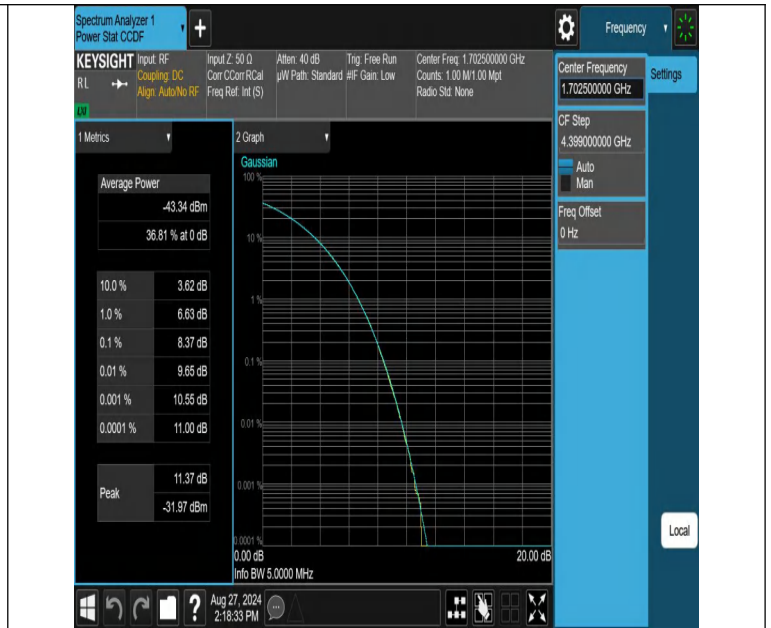 Spectrum Analyzer 1
Power Stat CCDF
+
Frequency
KEYSIGHT
RL
LXI
Input: RF
Coupling: DC
Align: Auto/No RF
Input Z: 50 Ω
Corr CCorr RCal
Freq Ref: Int (S)
Atten: 40 dB
µW Path: Standard
Trig: Free Run
#IF Gain: Low
Center Freq: 1.702500000 GHz
Counts: 1.00 M/1.00 Mpt
Radio Std: None
Center Frequency
1.702500000 GHz
Settings
CF Step
4.399000000 GHz
Auto
Man
Freq Offset
0 Hz
Local
1 Metrics
Average Power
-43.34 dBm
36.81 % at 0 dB
10.0 % 3.62 dB
1.0 % 6.63 dB
0.1 % 8.37 dB
0.01 % 9.65 dB
0.001 % 10.55 dB
0.0001 % 11.00 dB
Peak
11.37 dB
-31.97 dBm
2 Graph
Gaussian
100 %
10 %
1 %
0.1 %
0.01 %
0.001 %
0.0001 %
0.00 dB 20.00 dB
Info BW 5.0000 MHz
?
Aug 27, 2024
2:18:33 PM